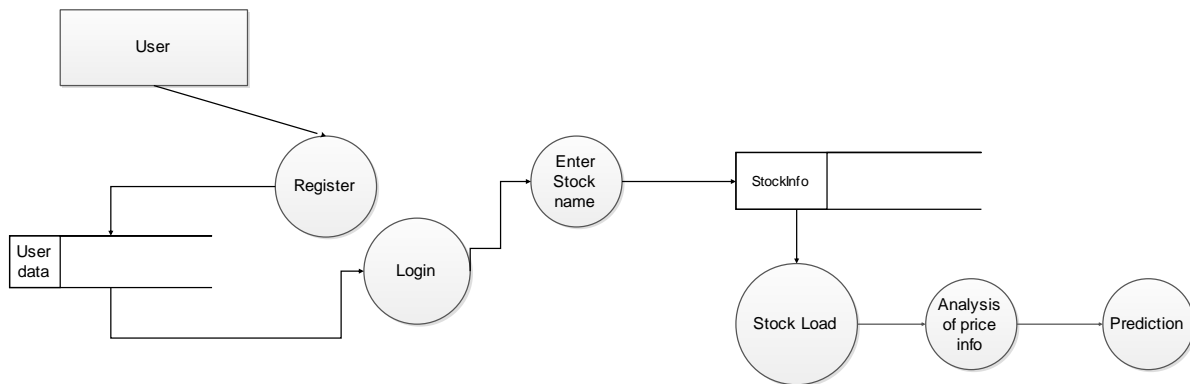 User
Register
User
data
Login
Enter
Stock
name
StockInfo
Stock Load
Analysis
of price
info
Prediction